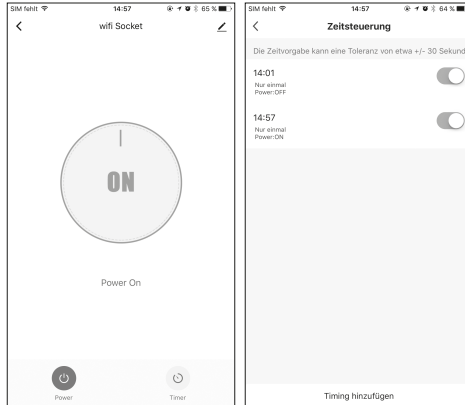 SIM fehlt 14:57 65 %
wifi Socket
ON
Power On
Power Timer
SIM fehlt 14:57 64 %
Zeitsteuerung
Die Zeitvorgabe kann eine Toleranz von etwa +/- 30 Sekund
14:01
Nur einmal
Power:OFF
14:57
Nur einmal
Power:ON
Timing hinzufügen